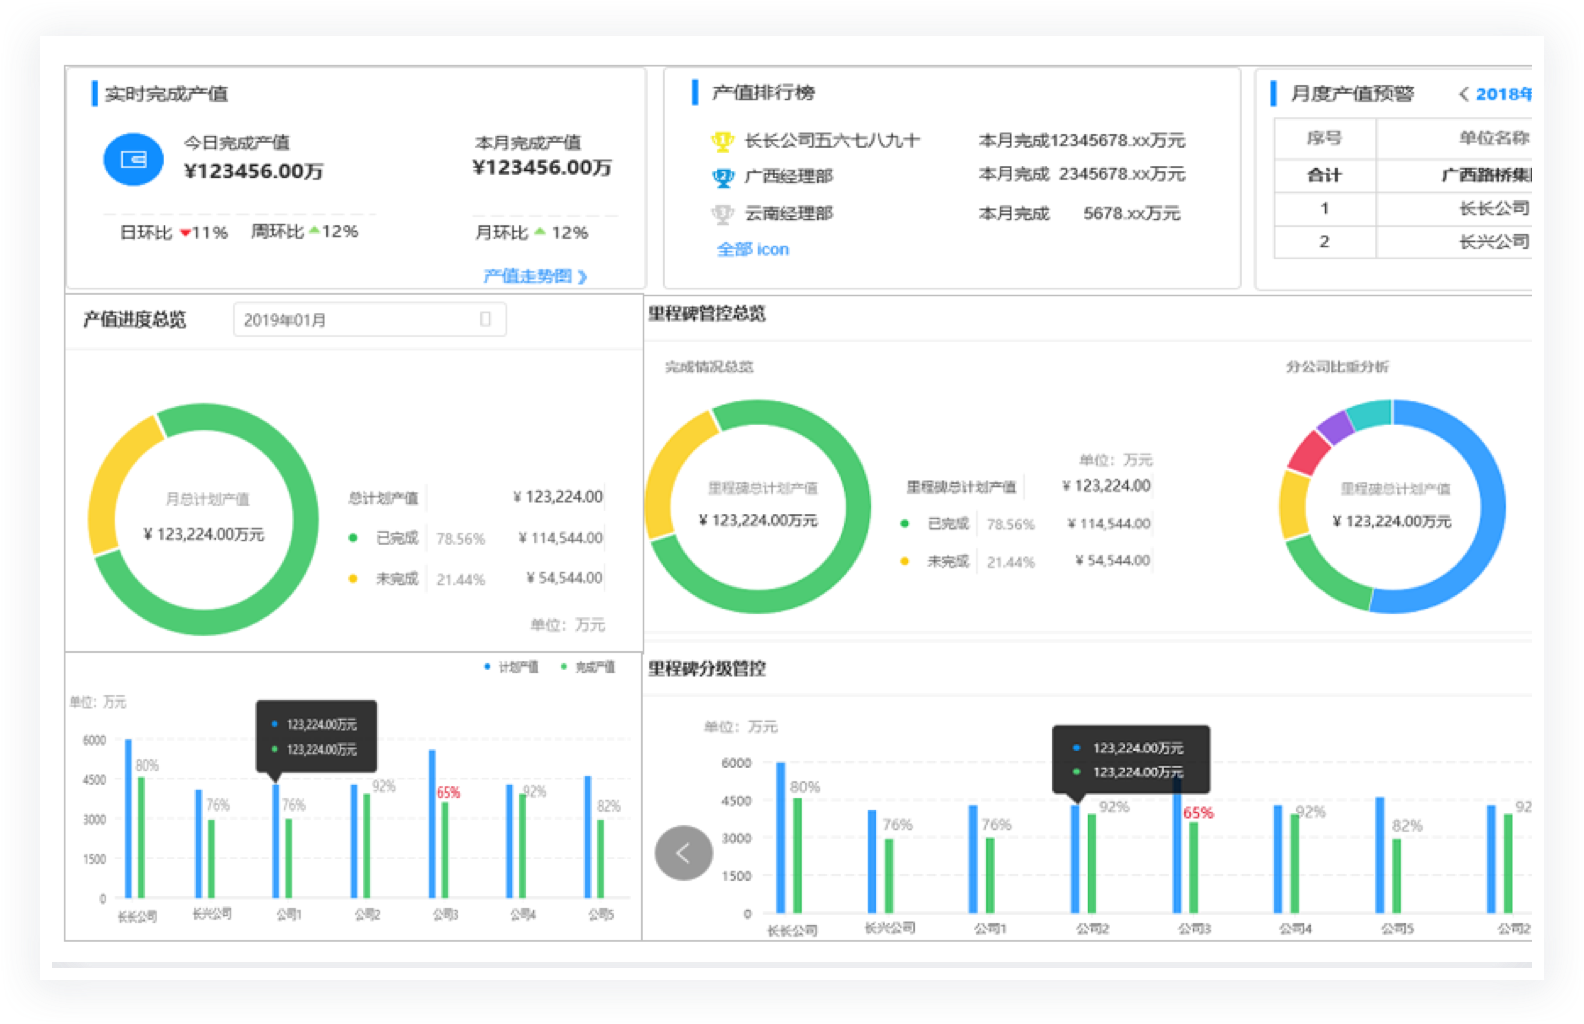 实时完成产值
今日完成产值
¥123456.00万
本月完成产值
¥123456.00万
日环比 11% 周环比 12%
月环比 12%
产值走势图 》
产值排行榜
1 长长公司五六七八九十 本月完成12345678.xx万元
2 广西经理部 本月完成 2345678.xx万元
3 云南经理部 本月完成 5678.xx万元
全部 icon
月度产值预警 < 2018年
序号 单位名称
合计 广西路桥集团
1 长长公司
2 长兴公司
产值进度总览 2019年01月
月总计划产值
¥ 123,224.00万元
总计划产值 ¥ 123,224.00
已完成 78.56% ¥ 114,544.00
未完成 21.44% ¥ 54,544.00
单位：万元
里程碑管控总览
完成情况总览
里程碑总计划产值
¥ 123,224.00万元
单位：万元
里程碑总计划产值 ¥ 123,224.00
已完成 78.56% ¥ 114,544.00
未完成 21.44% ¥ 54,544.00
分公司比重分析
里程碑总计划产值
¥ 123,224.00万元
计划产值 完成产值
单位：万元
123,224.00万元
123,224.00万元
6000
4500
3000
1500
0
80%
76%
76%
92%
65%
92%
82%
长长公司 长兴公司 公司1 公司2 公司3 公司4 公司5
里程碑分级管控
单位：万元
123,224.00万元
123,224.00万元
6000
4500
3000
1500
0
80%
76%
76%
92%
65%
92%
82%
92
长长公司 长兴公司 公司1 公司2 公司3 公司4 公司5 公司2